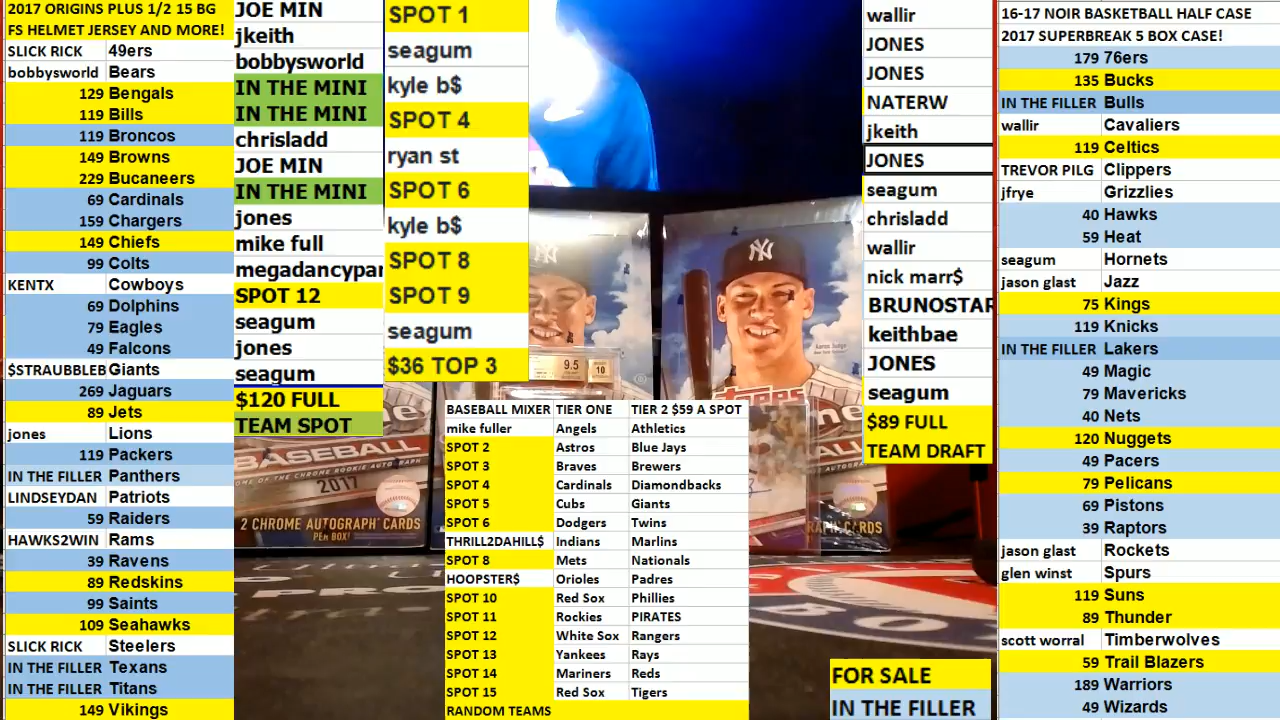 2017 ORIGINS PLUS 1/2 15 BG
FS HELMET JERSEY AND MORE!
SLICK RICK 49ers
bobbysworld Bears
129 Bengals
119 Bills
119 Broncos
149 Browns
229 Bucaneers
69 Cardinals
159 Chargers
149 Chiefs
99 Colts
KENTX Cowboys
69 Dolphins
79 Eagles
49 Falcons
$STRAUBBLEB Giants
269 Jaguars
89 Jets
jones Lions
119 Packers
IN THE FILLER Panthers
LINDSEYDAN Patriots
59 Raiders
HAWKS2WIN Rams
39 Ravens
89 Redskins
99 Saints
109 Seahawks
SLICK RICK Steelers
IN THE FILLER Texans
IN THE FILLER Titans
149 Vikings
JOE MIN
jkeith
bobbysworld
IN THE MINI
IN THE MINI
chrisladd
JOE MIN
IN THE MINI
jones
mike full
megadancypar
SPOT 12
seagum
jones
seagum
$120 FULL
TEAM SPOT
SPOT 1
seagum
kyle b$
SPOT 4
ryan st
SPOT 6
kyle b$
SPOT 8
SPOT 9
seagum
$36 TOP 3
9.5
10
NY
NY
topps
BASEBALL
2017
2 CHROME AUTOGRAPH CARDS
PER BOX!
BASEBALL MIXER TIER ONE TIER 2 $59 A SPOT
mike fuller Angels Athletics
SPOT 2 Astros Blue Jays
SPOT 3 Braves Brewers
SPOT 4 Cardinals Diamondbacks
SPOT 5 Cubs Giants
SPOT 6 Dodgers Twins
THRILL2DAHILL$ Indians Marlins
SPOT 8 Mets Nationals
HOOPSTER$ Orioles Padres
SPOT 10 Red Sox Phillies
SPOT 11 Rockies PIRATES
SPOT 12 White Sox Rangers
SPOT 13 Yankees Rays
SPOT 14 Mariners Reds
SPOT 15 Red Sox Tigers
RANDOM TEAMS
wallir
JONES
JONES
NATERW
jkeith
JONES
seagum
chrisladd
wallir
nick marr$
BRUNOSTAR
keithbae
JONES
seagum
$89 FULL
TEAM DRAFT
FOR SALE
IN THE FILLER
16-17 NOIR BASKETBALL HALF CASE
2017 SUPERBREAK 5 BOX CASE!
179 76ers
135 Bucks
IN THE FILLER Bulls
wallir Cavaliers
119 Celtics
TREVOR PILG Clippers
jfrye Grizzlies
40 Hawks
59 Heat
seagum Hornets
jason glast Jazz
75 Kings
119 Knicks
IN THE FILLER Lakers
49 Magic
79 Mavericks
40 Nets
120 Nuggets
49 Pacers
79 Pelicans
69 Pistons
39 Raptors
jason glast Rockets
glen winst Spurs
119 Suns
89 Thunder
scott worral Timberwolves
59 Trail Blazers
189 Warriors
49 Wizards